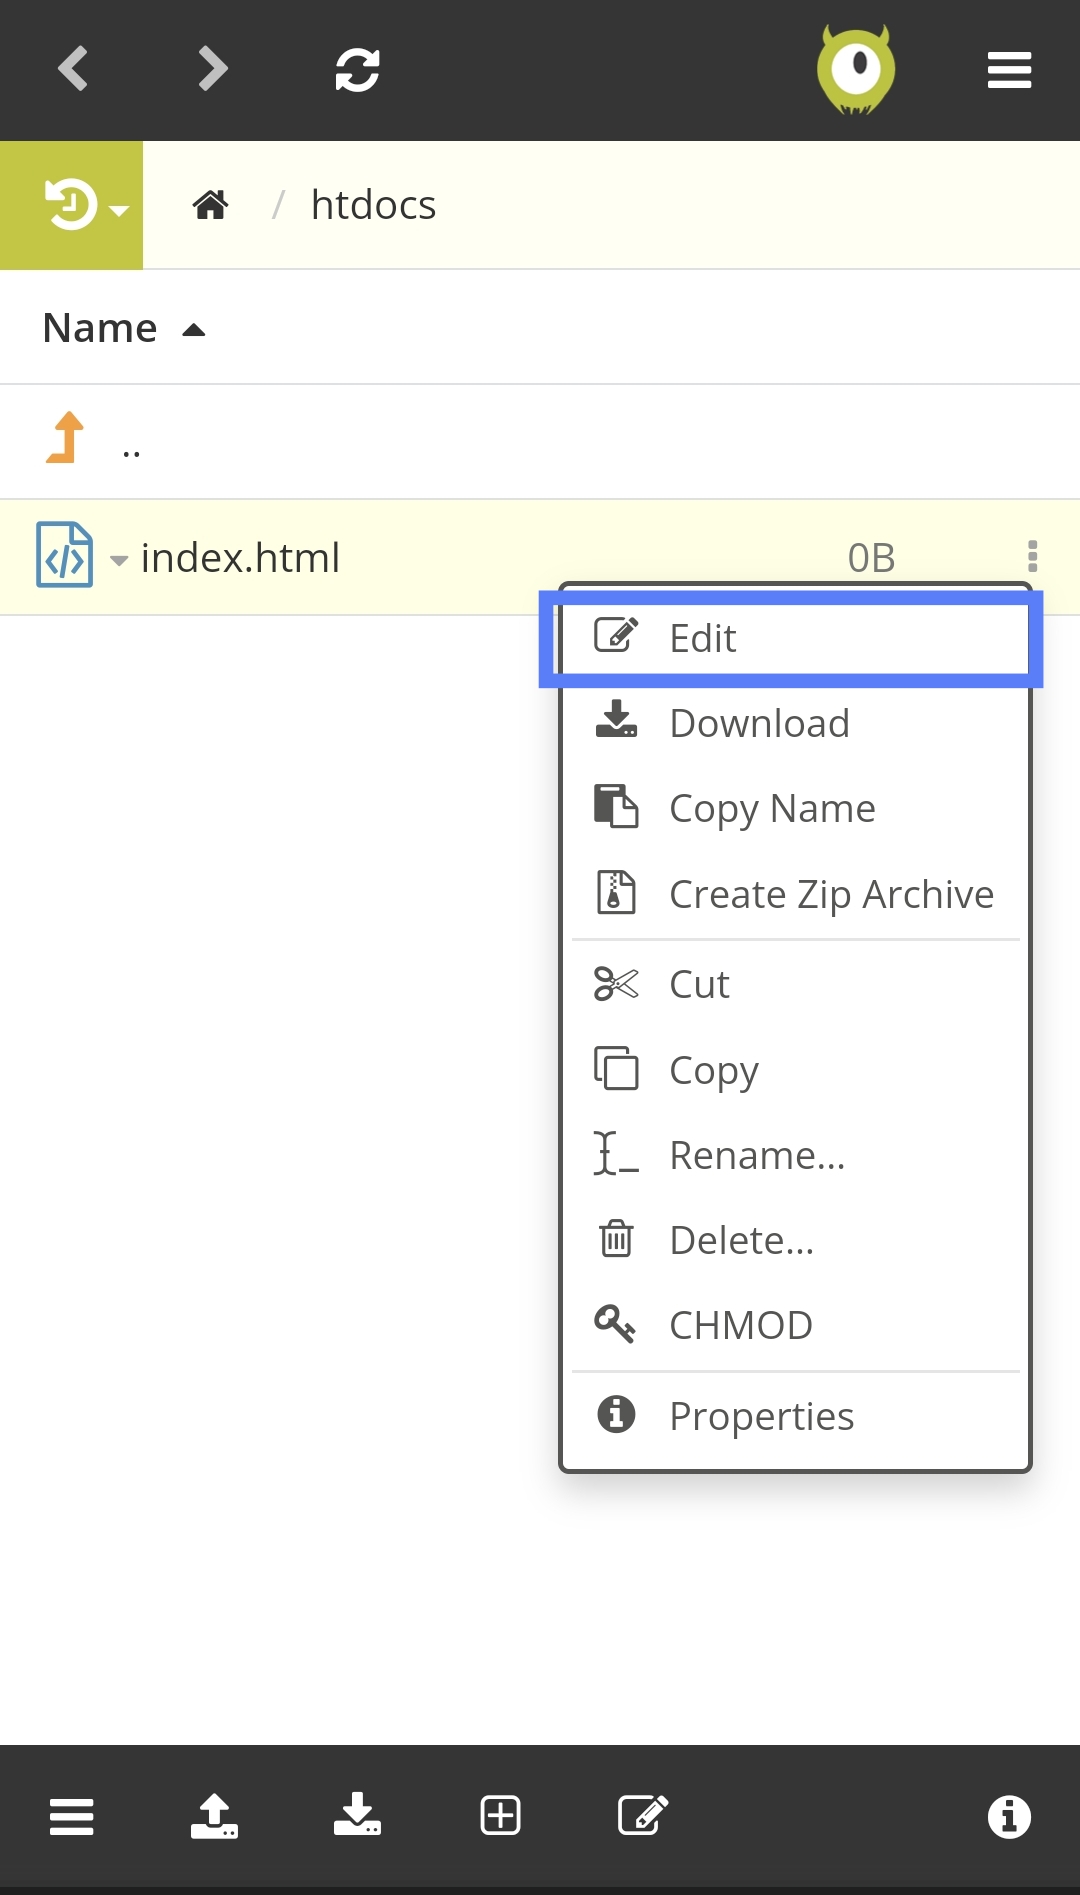 / htdocs
Name
..
index.html 0B
Edit
Download
Copy Name
Create Zip Archive
Cut
Copy
Rename...
Delete...
CHMOD
Properties